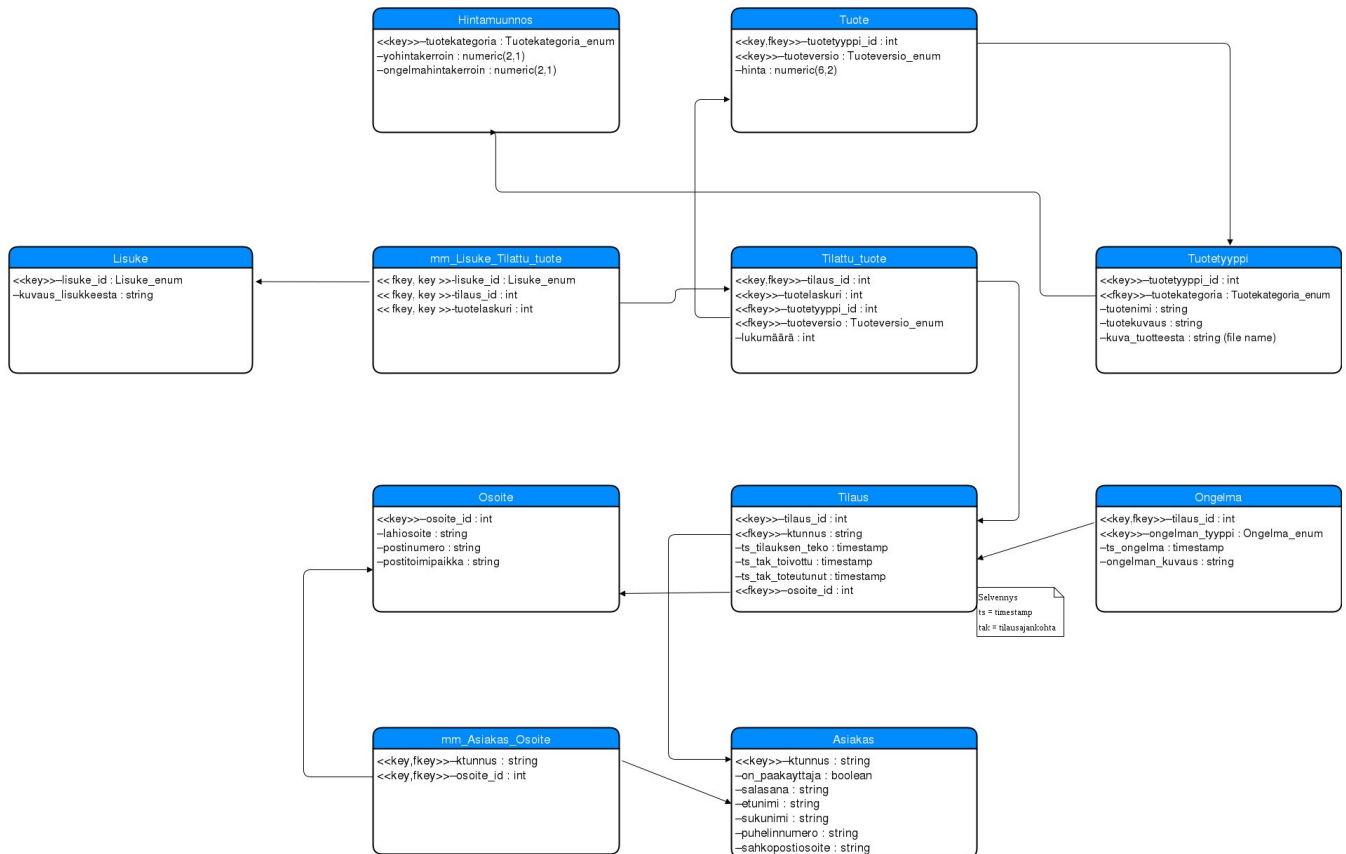 Hintamuunnos
<<key>>–tuotekategoria : Tuotekategoria_enum
–yohintakerroin : numeric(2,1)
–ongelmahintakerroin : numeric(2,1)
Tuote
<<key,fkey>>–tuotetyyppi_id : int
<<key>>–tuoteversio : Tuoteversio_enum
–hinta : numeric(6,2)
Lisuke
<<key>>–lisuke_id : Lisuke_enum
–kuvaus_lisukkeesta : string
mm_Lisuke_Tilattu_tuote
<< fkey, key >>-lisuke_id : Lisuke_enum
<< fkey, key >>-tilaus_id : int
<< fkey, key >>-tuotelaskuri : int
Tilattu_tuote
<<key,fkey>>–tilaus_id : int
<<key>>–tuotelaskuri : int
<<fkey>>–tuotetyyppi_id : int
<<fkey>>–tuoteversio : Tuoteversio_enum
–lukumäärä : int
Tuotetyyppi
<<key>>–tuotetyyppi_id : int
<<fkey>>–tuotekategoria : Tuotekategoria_enum
–tuotenimi : string
–tuotekuvaus : string
–kuva_tuotteesta : string (file name)
Osoite
<<key>>–osoite_id : int
–lahiosoite : string
–postinumero : string
–postitoimipaikka : string
Tilaus
<<key>>–tilaus_id : int
<<fkey>>–ktunnus : string
–ts_tilauksen_teko : timestamp
–ts_tak_toivottu : timestamp
–ts_tak_toteutunut : timestamp
<<fkey>>–osoite_id : int
Selvennys
ts = timestamp
tak = tilausajankohta
Ongelma
<<key,fkey>>–tilaus_id : int
<<key>>–ongelman_tyyppi : Ongelma_enum
–ts_ongelma : timestamp
–ongelman_kuvaus : string
mm_Asiakas_Osoite
<<key,fkey>>–ktunnus : string
<<key,fkey>>–osoite_id : int
Asiakas
<<key>>–ktunnus : string
–on_paakayttaja : boolean
–salasana : string
–etunimi : string
–sukunimi : string
–puhelinnumero : string
–sahkopostiosoite : string